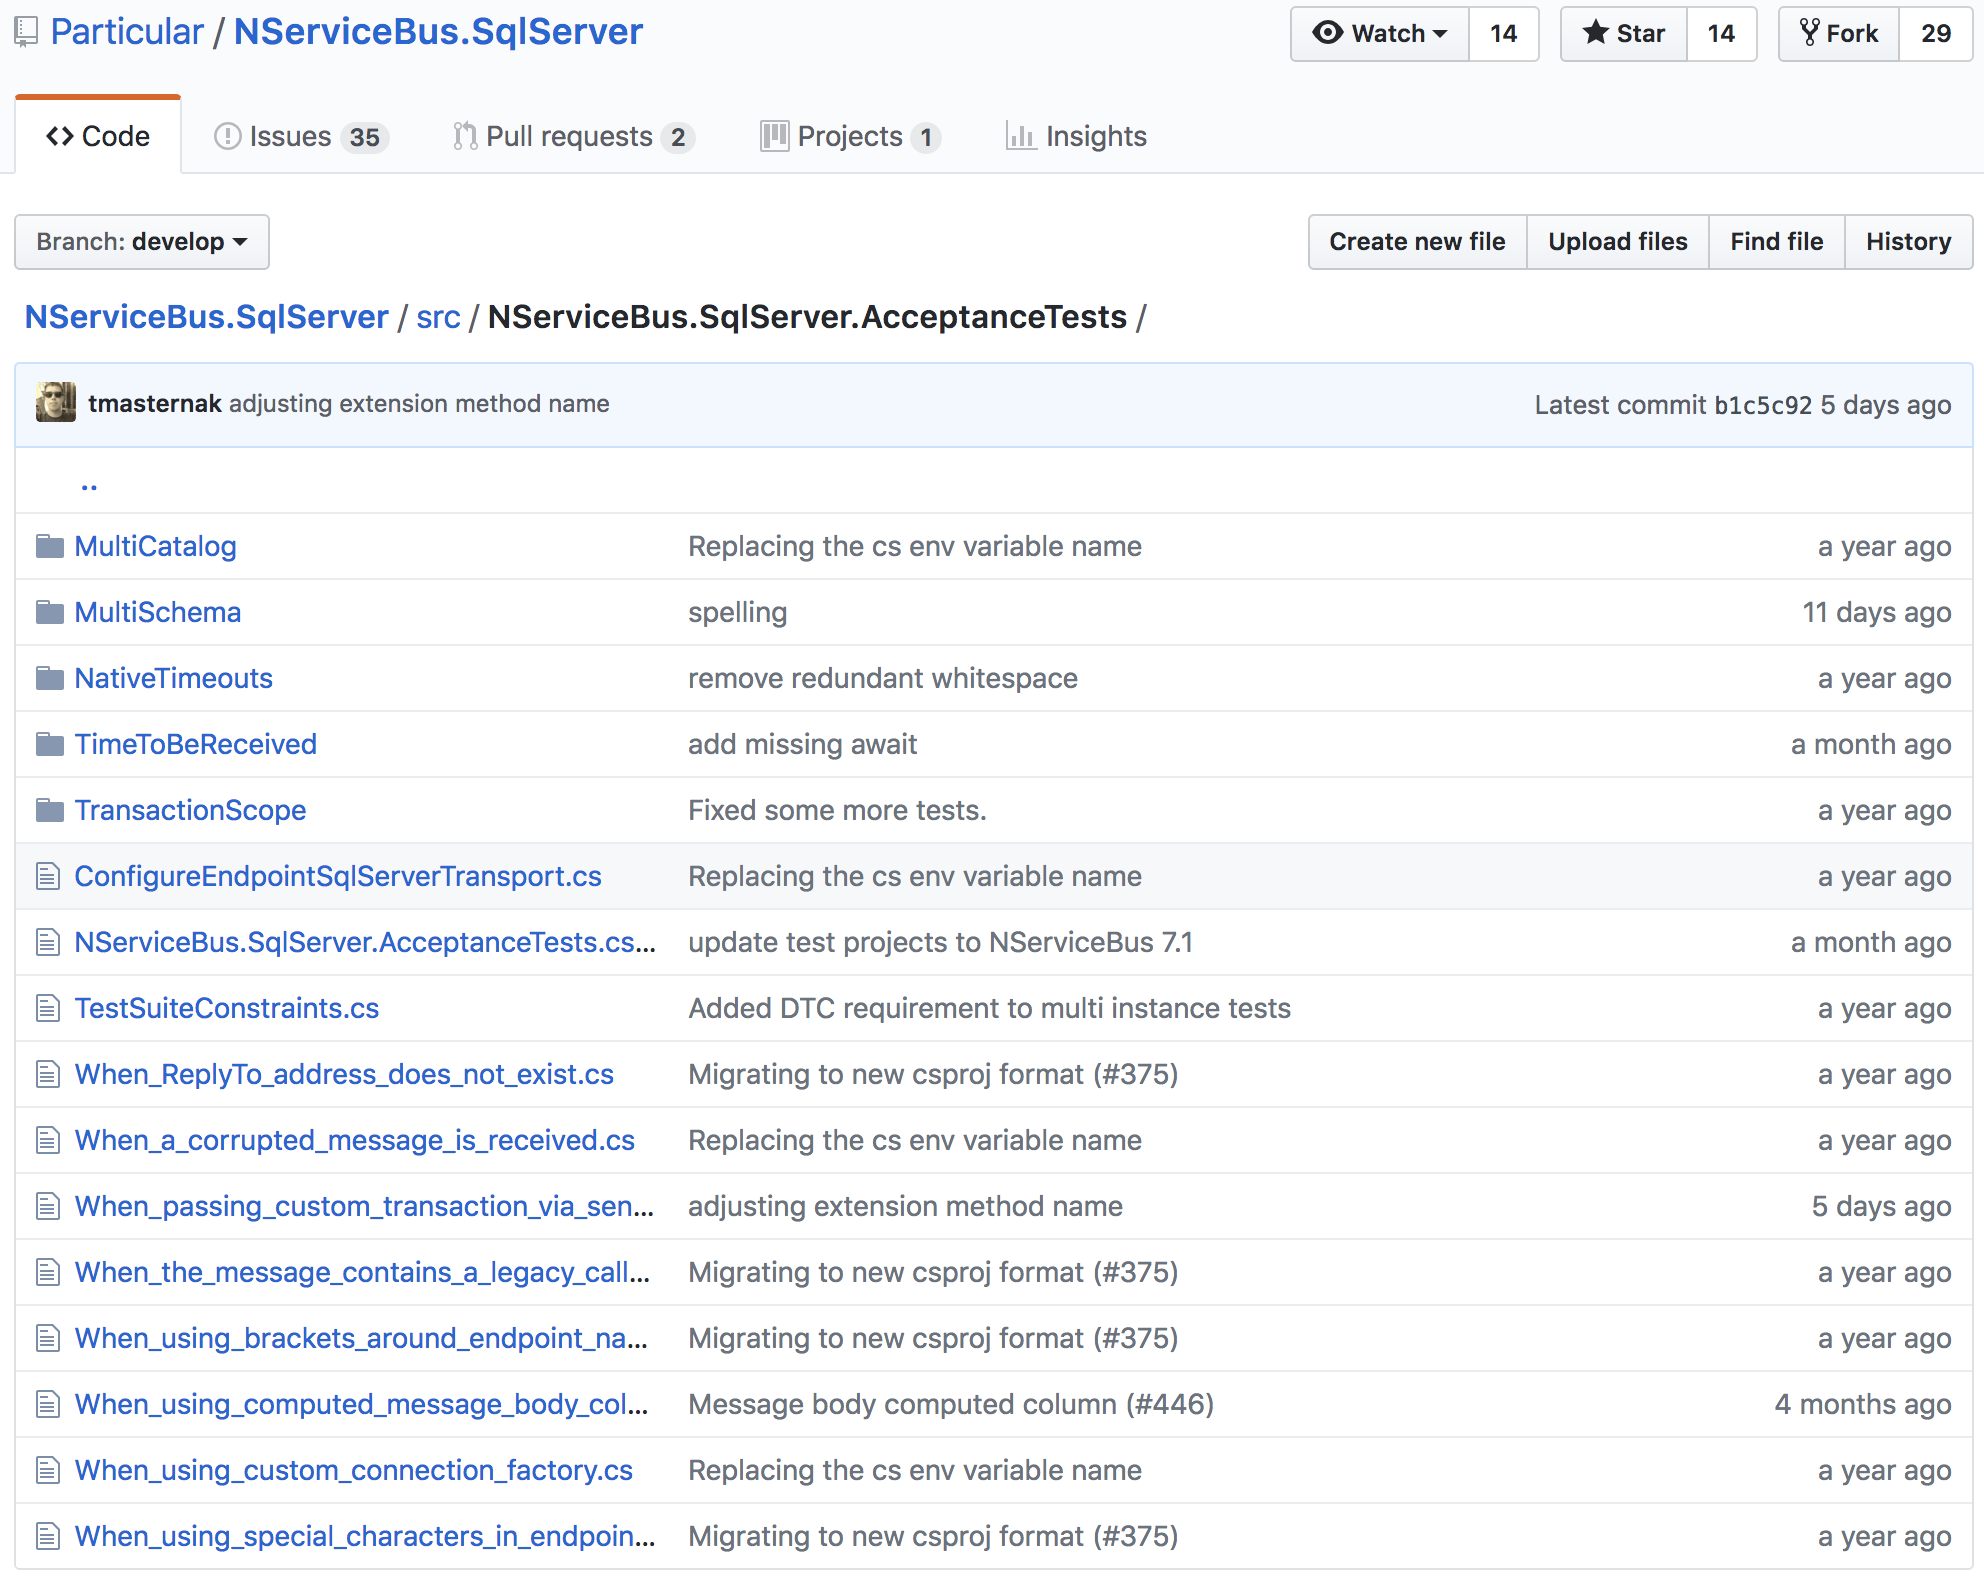 Particular / NServiceBus.SqlServer Watch 14 Star 14 Fork 29
Code Issues 35 Pull requests 2 Projects 1 Insights
Branch: develop Create new file Upload files Find file History
NServiceBus.SqlServer / src / NServiceBus.SqlServer.AcceptanceTests /
tmasternak adjusting extension method name Latest commit b1c5c92 5 days ago
..
MultiCatalog Replacing the cs env variable name a year ago
MultiSchema spelling 11 days ago
NativeTimeouts remove redundant whitespace a year ago
TimeToBeReceived add missing await a month ago
TransactionScope Fixed some more tests. a year ago
ConfigureEndpointSqlServerTransport.cs Replacing the cs env variable name a year ago
NServiceBus.SqlServer.AcceptanceTests.cs... update test projects to NServiceBus 7.1 a month ago
TestSuiteConstraints.cs Added DTC requirement to multi instance tests a year ago
When_ReplyTo_address_does_not_exist.cs Migrating to new csproj format (#375) a year ago
When_a_corrupted_message_is_received.cs Replacing the cs env variable name a year ago
When_passing_custom_transaction_via_sen... adjusting extension method name 5 days ago
When_the_message_contains_a_legacy_call... Migrating to new csproj format (#375) a year ago
When_using_brackets_around_endpoint_na... Migrating to new csproj format (#375) a year ago
When_using_computed_message_body_col... Message body computed column (#446) 4 months ago
When_using_custom_connection_factory.cs Replacing the cs env variable name a year ago
When_using_special_characters_in_endpoin... Migrating to new csproj format (#375) a year ago